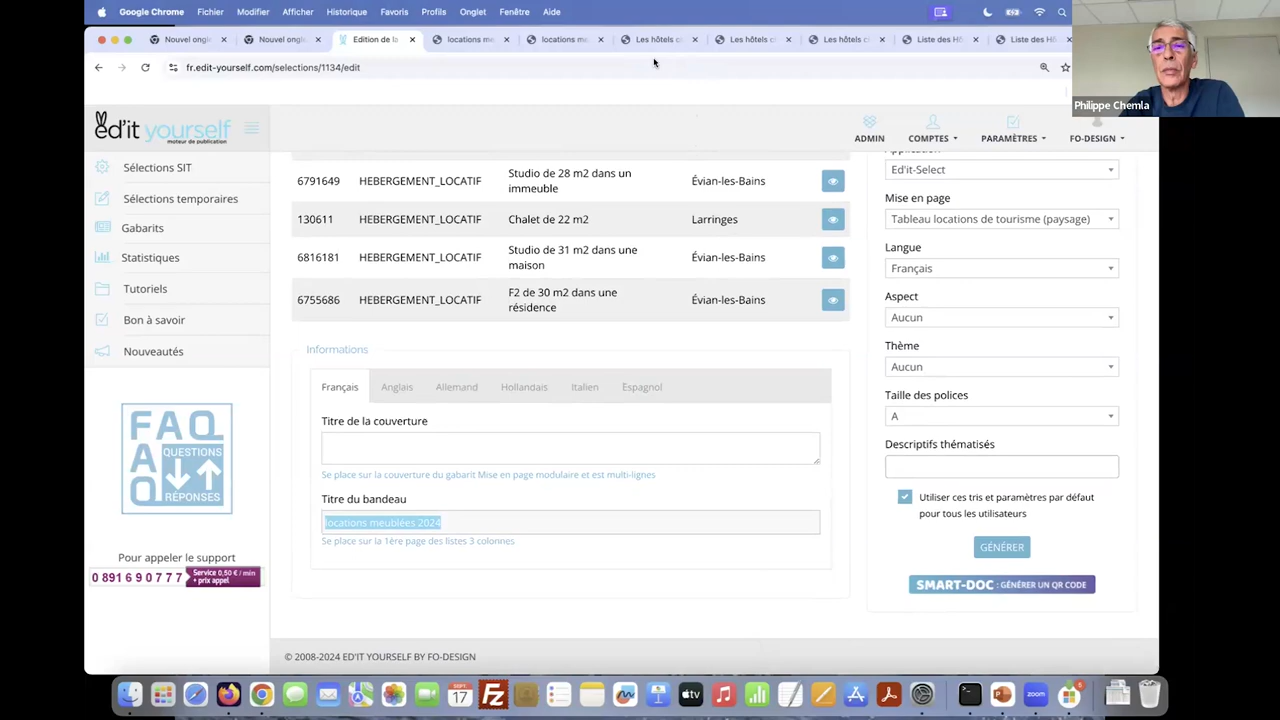 Google Chrome Fichier Modifier Afficher Historique Favoris Profils Onglet Fenêtre Aide
Nouvel ongle Nouvel ongle Edition de la locations me locations me Les hôtels c Les hôtels c Les hôtels c Liste des Hô Liste des Hô
fr.edit-yourself.com/selections/1134/edit
Philippe Chemla
ed'it yourself
moteur de publication
ADMIN COMPTES PARAMÈTRES FO-DESIGN
Sélections SIT
Sélections temporaires
Gabarits
Statistiques
Tutoriels
Bon à savoir
Nouveautés
FAQ
QUESTIONS
RÉPONSES
Pour appeler le support
0 891 6 9 0 7 7 7 Service 0,50 € / min
+ prix appel
6791649 HEBERGEMENT_LOCATIF Studio de 28 m2 dans un immeuble Évian-les-Bains
130611 HEBERGEMENT_LOCATIF Chalet de 22 m2 Larringes
6816181 HEBERGEMENT_LOCATIF Studio de 31 m2 dans une maison Évian-les-Bains
6755686 HEBERGEMENT_LOCATIF F2 de 30 m2 dans une résidence Évian-les-Bains
Informations
Français Anglais Allemand Hollandais Italien Espagnol
Titre de la couverture
Se place sur la couverture du gabarit Mise en page modulaire et est multi-lignes
Titre du bandeau
locations meublées 2024
Se place sur la 1ère page des listes 3 colonnes
Application
Ed'it-Select
Mise en page
Tableau locations de tourisme (paysage)
Langue
Français
Aspect
Aucun
Thème
Aucun
Taille des polices
A
Descriptifs thématisés
Utiliser ces tris et paramètres par défaut
pour tous les utilisateurs
GÉNÉRER
SMART-DOC : GÉNÉRER UN QR CODE
© 2008-2024 ED'IT YOURSELF BY FO-DESIGN
SEPT.
17
zoom